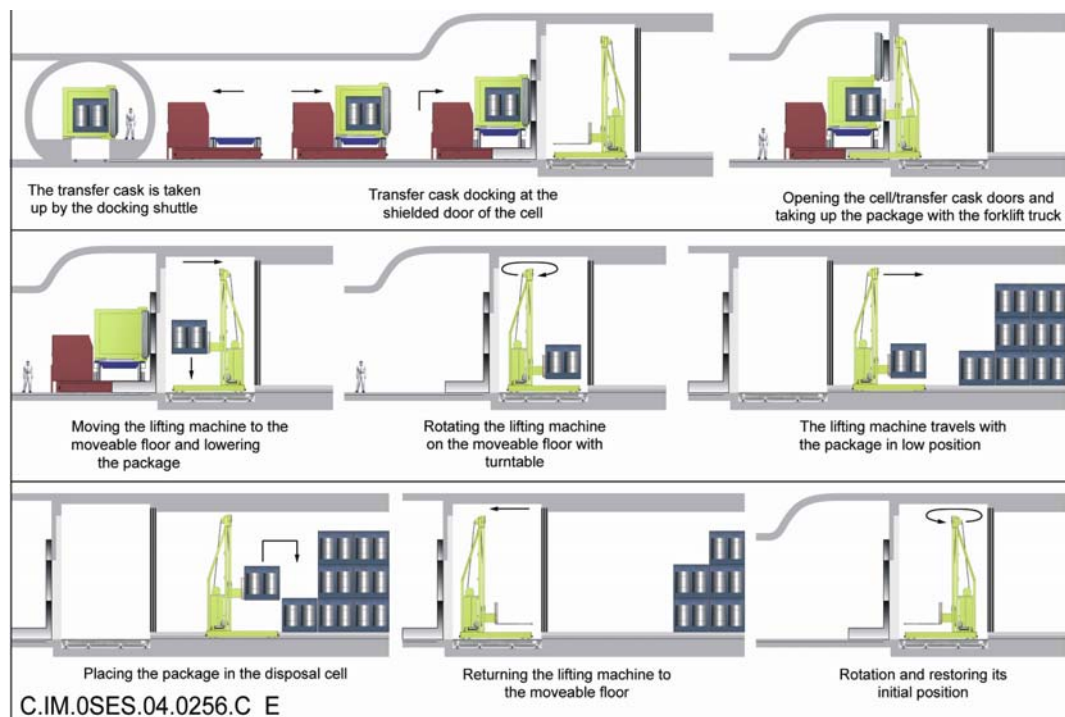 The transfer cask is taken
up by the docking shuttle
Transfer cask docking at the
shielded door of the cell
Opening the cell/transfer cask doors and
taking up the package with the forklift truck
Moving the lifting machine to the
moveable floor and lowering
the package
Rotating the lifting machine
on the moveable floor with
turntable
The lifting machine travels with
the package in low position
Placing the package in the disposal cell
Returning the lifting machine to
the moveable floor
Rotation and restoring its
initial position
C.IM.0SES.04.0256.C E